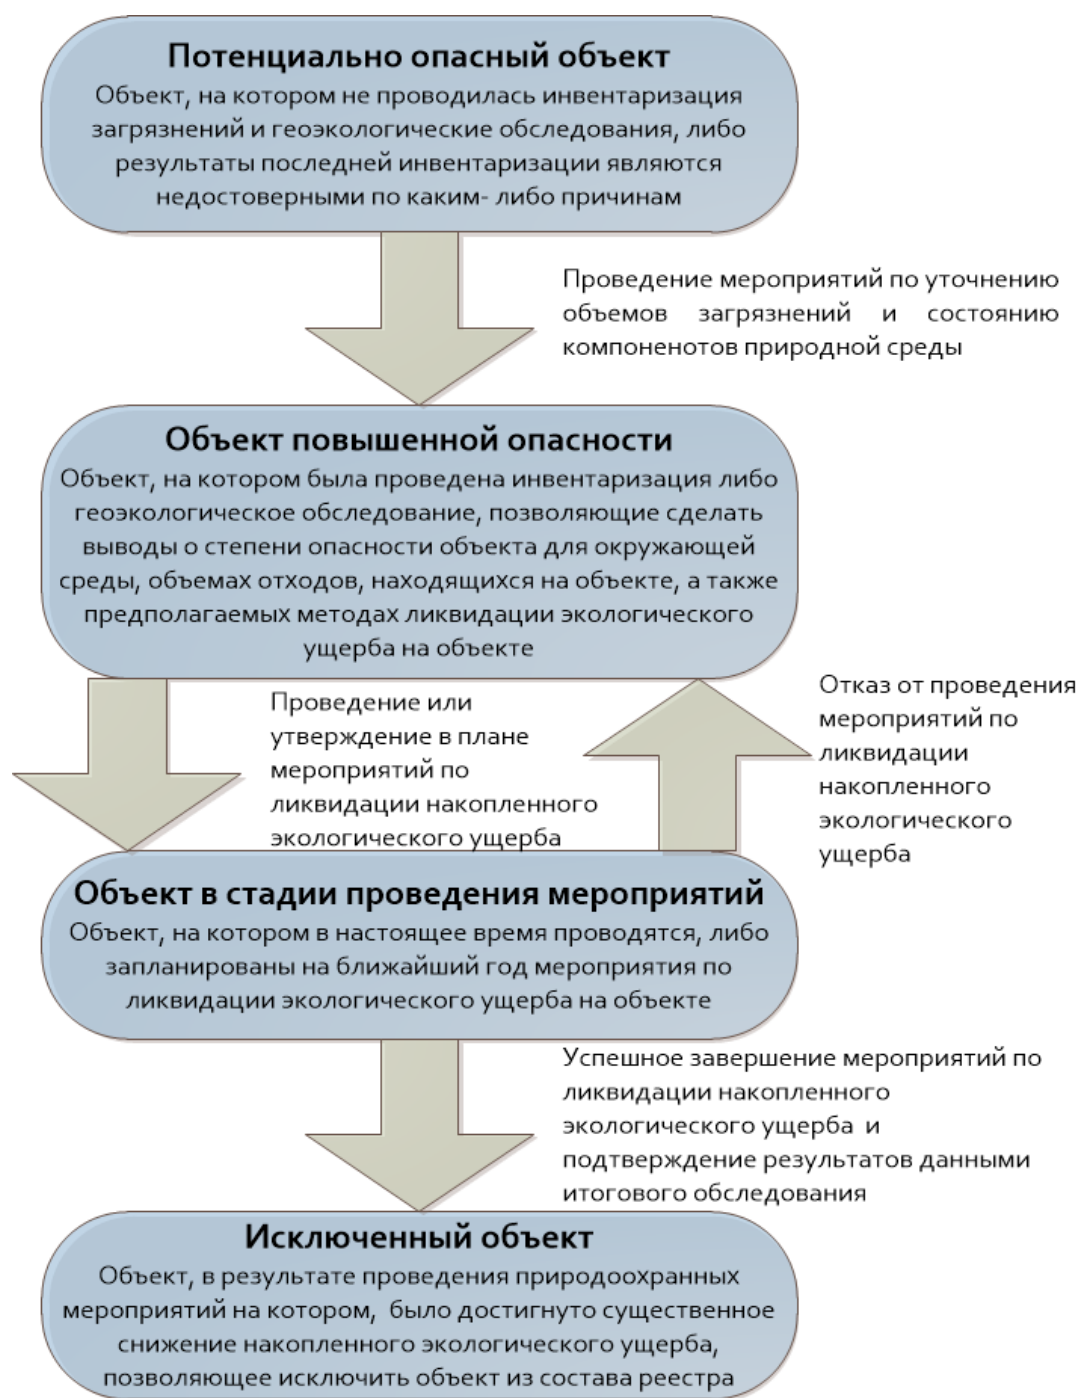 Потенциально опасный объект
Объект, на котором не проводилась инвентаризация
загрязнений и геоэкологические обследования, либо
результаты последней инвентаризации являются
недостоверными по каким- либо причинам
Проведение мероприятий по уточнению
объемов загрязнений и состоянию
компоненотов природной среды
Объект повышенной опасности
Объект, на котором была проведена инвентаризация либо
геоэкологическое обследование, позволяющие сделать
выводы о степени опасности объекта для окружающей
среды, объемах отходов, находящихся на объекте, а также
предполагаемых методах ликвидации экологического
ущерба на объекте
Проведение или
утверждение в плане
мероприятий по
ликвидации накопленного
экологического ущерба
Отказ от проведения
мероприятий по
ликвидации
накопленного
экологического
ущерба
Объект в стадии проведения мероприятий
Объект, на котором в настоящее время проводятся, либо
запланированы на ближайший год мероприятия по
ликвидации экологического ущерба на объекте
Успешное завершение мероприятий по
ликвидации накопленного
экологического ущерба и
подтверждение результатов данными
итогового обследования
Исключенный объект
Объект, в результате проведения природоохранных
мероприятий на котором, было достигнуто существенное
снижение накопленного экологического ущерба,
позволяющее исключить объект из состава реестра